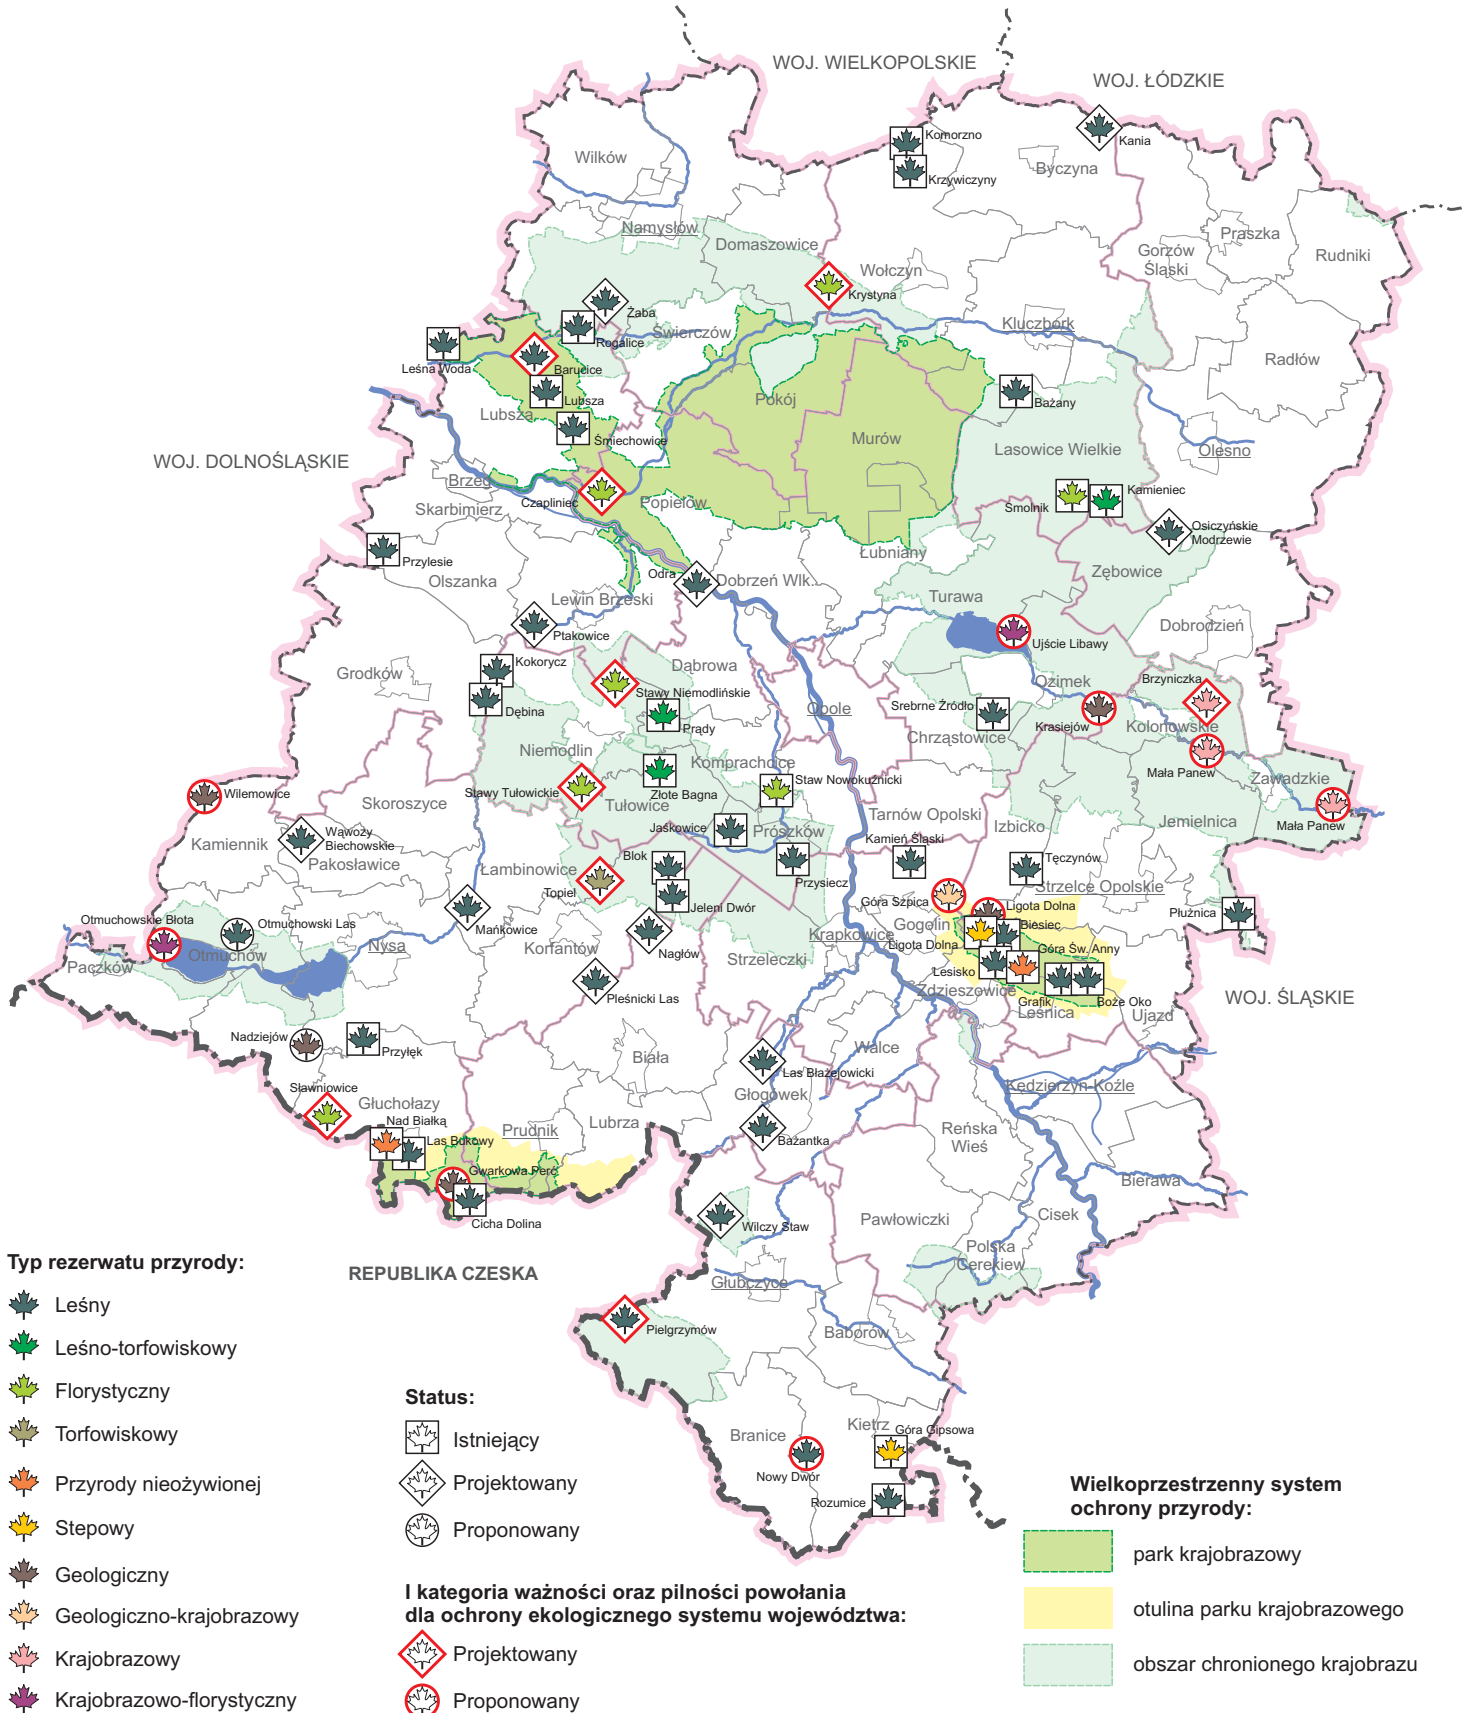 WOJ. WIELKOPOLSKIE
WOJ. ŁÓDZKIE
Komorzno
Kania
Wilków
Byczyna
Krzywiczyny
Namysłów
Praszka
Domaszowice
Gorzów
Śląski
Rudniki
Wołczyn
Krystyna
Żaba
Kluczbork
Świerczów
Rogalice
Radłów
Leśna Woda
Barucice
Lubsza
Bażany
Pokój
Lubsza
Śmiechowice
Murów
Lasowice Wielkie
Olesno
WOJ. DOLNOŚLĄSKIE
Brzeg
Kamieniec
Czapliniec
Popielów
Smolnik
Skarbimierz
Osiczyńskie
Modrzewie
Łubniany
Przylesie
Zębowice
Odra
Dobrzeń Wlk.
Olszanka
Turawa
Lewin Brzeski
Dobrodzień
Ptakowice
Ujście Libawy
Kokorycz
Dąbrowa
Grodków
Brzyniczka
Ozimek
Stawy Niemodlińskie
Srebrne Źródło
Opole
Dębina
Krasiejów
Kolonowskie
Prądy
Chrząstowice
Niemodlin
Komprachcice
Mała Panew
Staw Nowokuźnicki
Zawadzkie
Wilemowice
Stawy Tułowickie
Złote Bagna
Skoroszyce
Tułowice
Tarnów Opolski
Jaśkowice
Prószków
Izbicko
Jemielnica
Mała Panew
Wąwozy
Biechowskie
Kamiennik
Kamień Śląski
Pakosławice
Blok
Tęczynów
Łambinowice
Przysiecz
Strzelce Opolskie
Topiel
Góra Szpica
Ligota Dolna
Jeleni Dwór
Otmuchowskie Błota
Otmuchowski Las
Płużnica
Mańkowice
Gogolin
Biesiec
Krapkowice
Nysa
Korfantów
Ligota Dolna
Góra Św. Anny
Otmuchów
Nagłów
Strzeleczki
Paczków
Lesisko
Pleśnicki Las
Zdzieszowice
Grafik
Boże Oko
WOJ. ŚLĄSKIE
Leśnica
Ujazd
Nadziejów
Przyłęk
Walce
Biała
Las Błażejowicki
Sławniowice
Kędzierzyn-Koźle
Głogówek
Głuchołazy
Nad Białką
Lubrza
Prudnik
Reńska
Wieś
Las Bukowy
Bażantka
Gwarkowa Perć
Bierawa
Cicha Dolina
Wilczy Staw
Pawłowiczki
Cisek
Polska
Cerekiew
REPUBLIKA CZESKA
Głubczyce
Pielgrzymów
Baborów
Kietrz
Branice
Góra Gipsowa
Nowy Dwór
Rozumice
Typ rezerwatu przyrody:
Leśny
Leśno-torfowiskowy
Florystyczny
Torfowiskowy
Przyrody nieożywionej
Stepowy
Geologiczny
Geologiczno-krajobrazowy
Krajobrazowy
Krajobrazowo-florystyczny
Status:
Istniejący
Projektowany
Proponowany
I kategoria ważności oraz pilności powołania
dla ochrony ekologicznego systemu województwa:
Projektowany
Proponowany
Wielkoprzestrzenny system
ochrony przyrody:
park krajobrazowy
otulina parku krajobrazowego
obszar chronionego krajobrazu